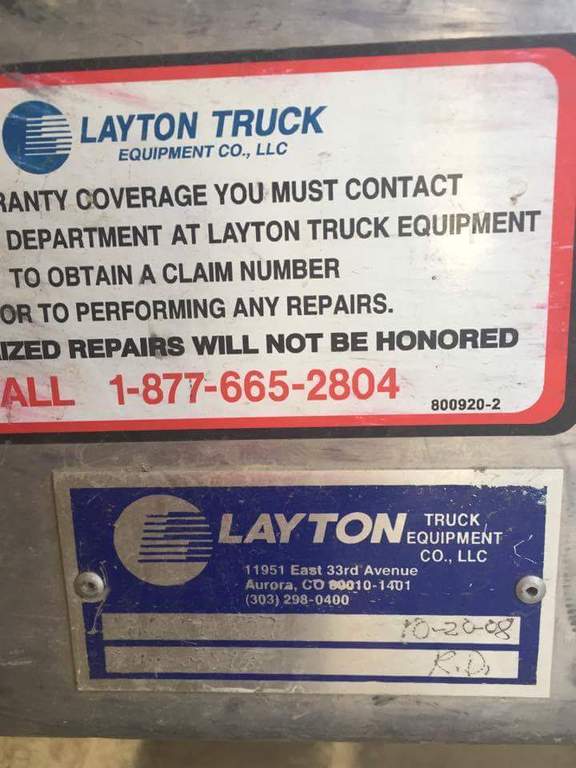 LAYTON TRUCK
EQUIPMENT CO., LLC
RANTY COVERAGE YOU MUST CONTACT
DEPARTMENT AT LAYTON TRUCK EQUIPMENT
TO OBTAIN A CLAIM NUMBER
OR TO PERFORMING ANY REPAIRS.
IZED REPAIRS WILL NOT BE HONORED
ALL 1-877-665-2804
800920-2
LAYTON TRUCK
EQUIPMENT
CO., LLC
11951 East 33rd Avenue
Aurora, CO 80010-1401
(303) 298-0400
10-20-08
R.D.